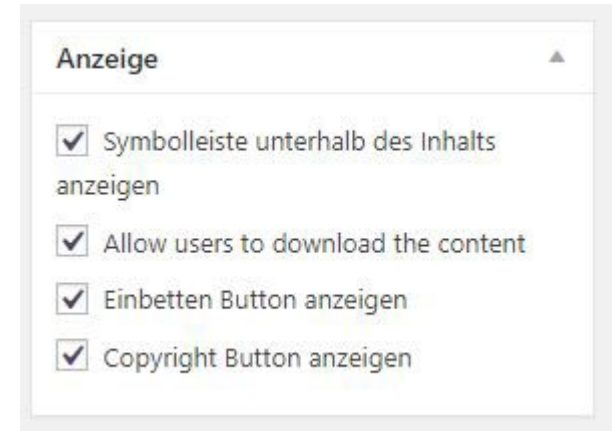 Anzeige
Symbolleiste unterhalb des Inhalts
anzeigen
Allow users to download the content
Einbetten Button anzeigen
Copyright Button anzeigen